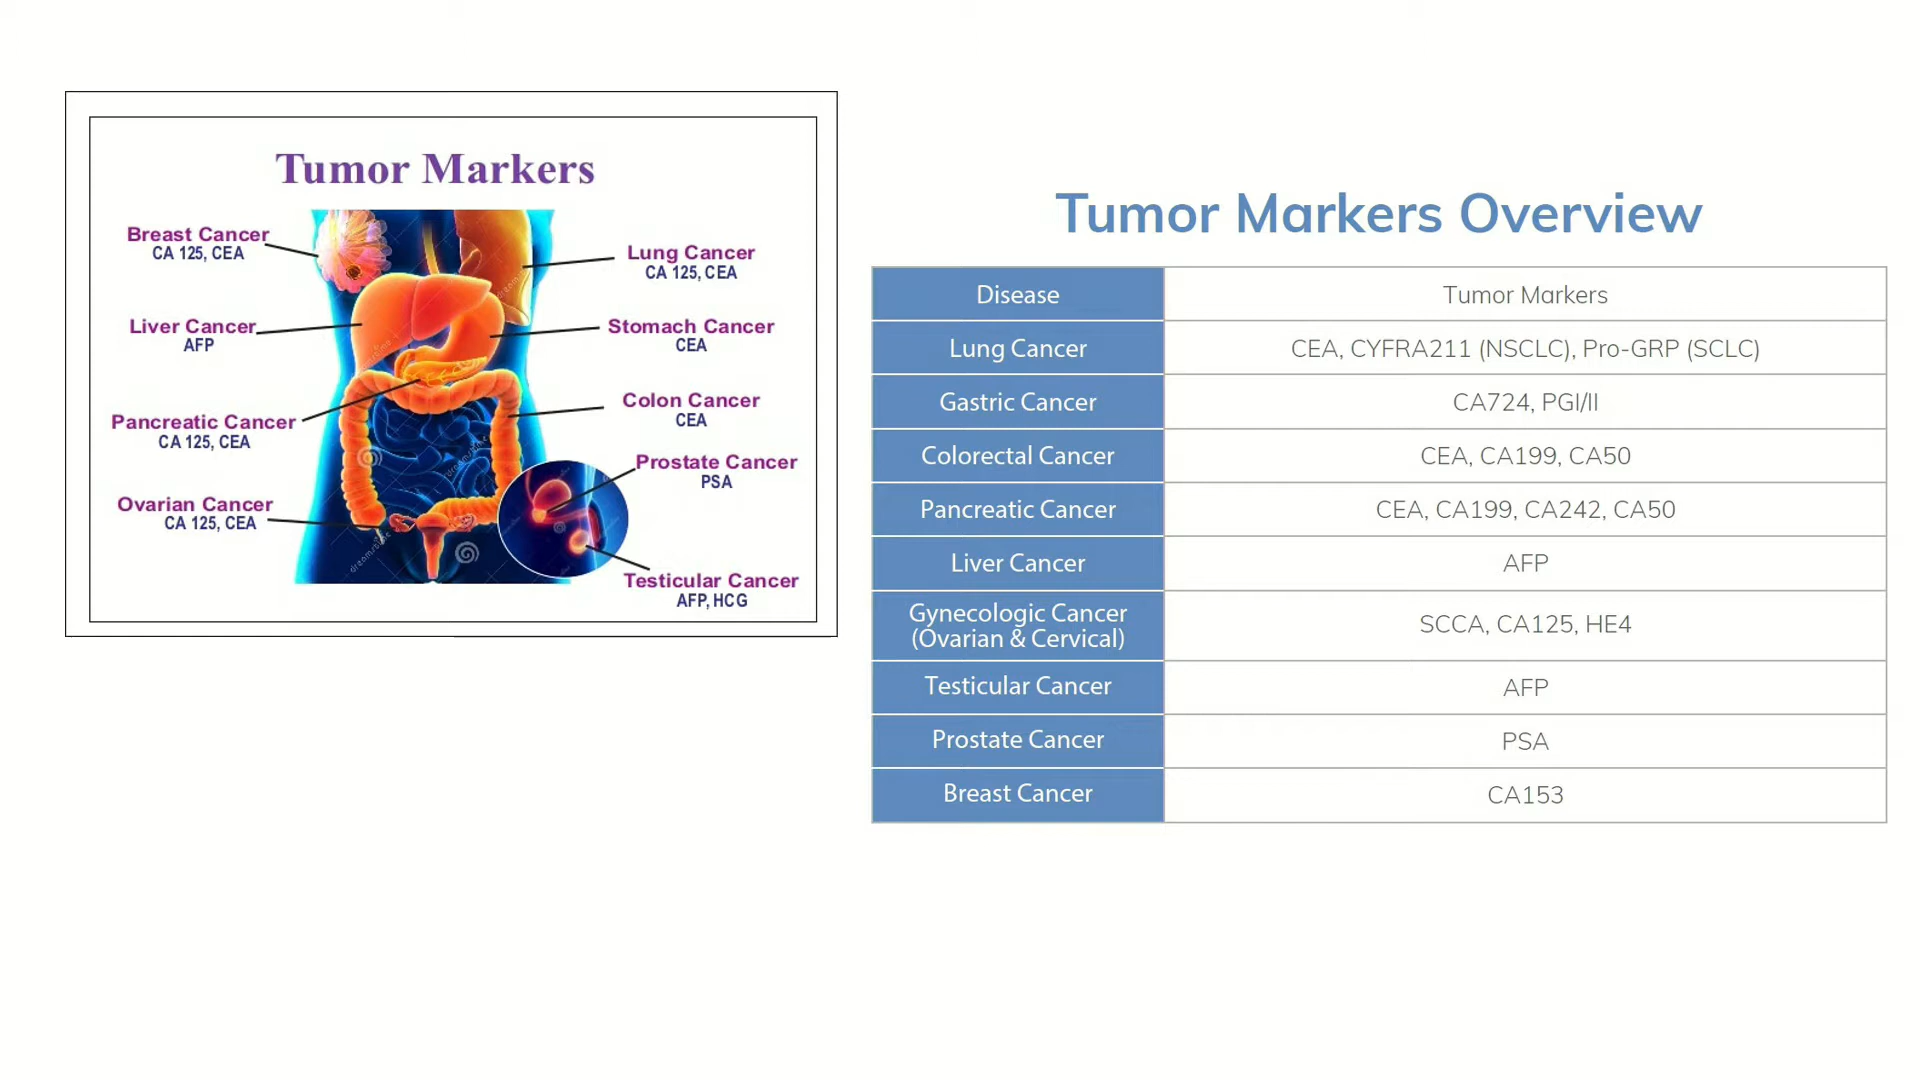 Tumor Markers
Breast Cancer
CA 125, CEA
Lung Cancer
CA 125, CEA
Liver Cancer
AFP
Stomach Cancer
CEA
Colon Cancer
CEA
Pancreatic Cancer
CA 125, CEA
Prostate Cancer
PSA
Ovarian Cancer
CA 125, CEA
Testicular Cancer
AFP, HCG
dreamstime
Tumor Markers Overview
Disease Tumor Markers
Lung Cancer CEA, CYFRA211 (NSCLC), Pro-GRP (SCLC)
Gastric Cancer CA724, PGI/II
Colorectal Cancer CEA, CA199, CA50
Pancreatic Cancer CEA, CA199, CA242, CA50
Liver Cancer AFP
Gynecologic Cancer
(Ovarian & Cervical) SCCA, CA125, HE4
Testicular Cancer AFP
Prostate Cancer PSA
Breast Cancer CA153